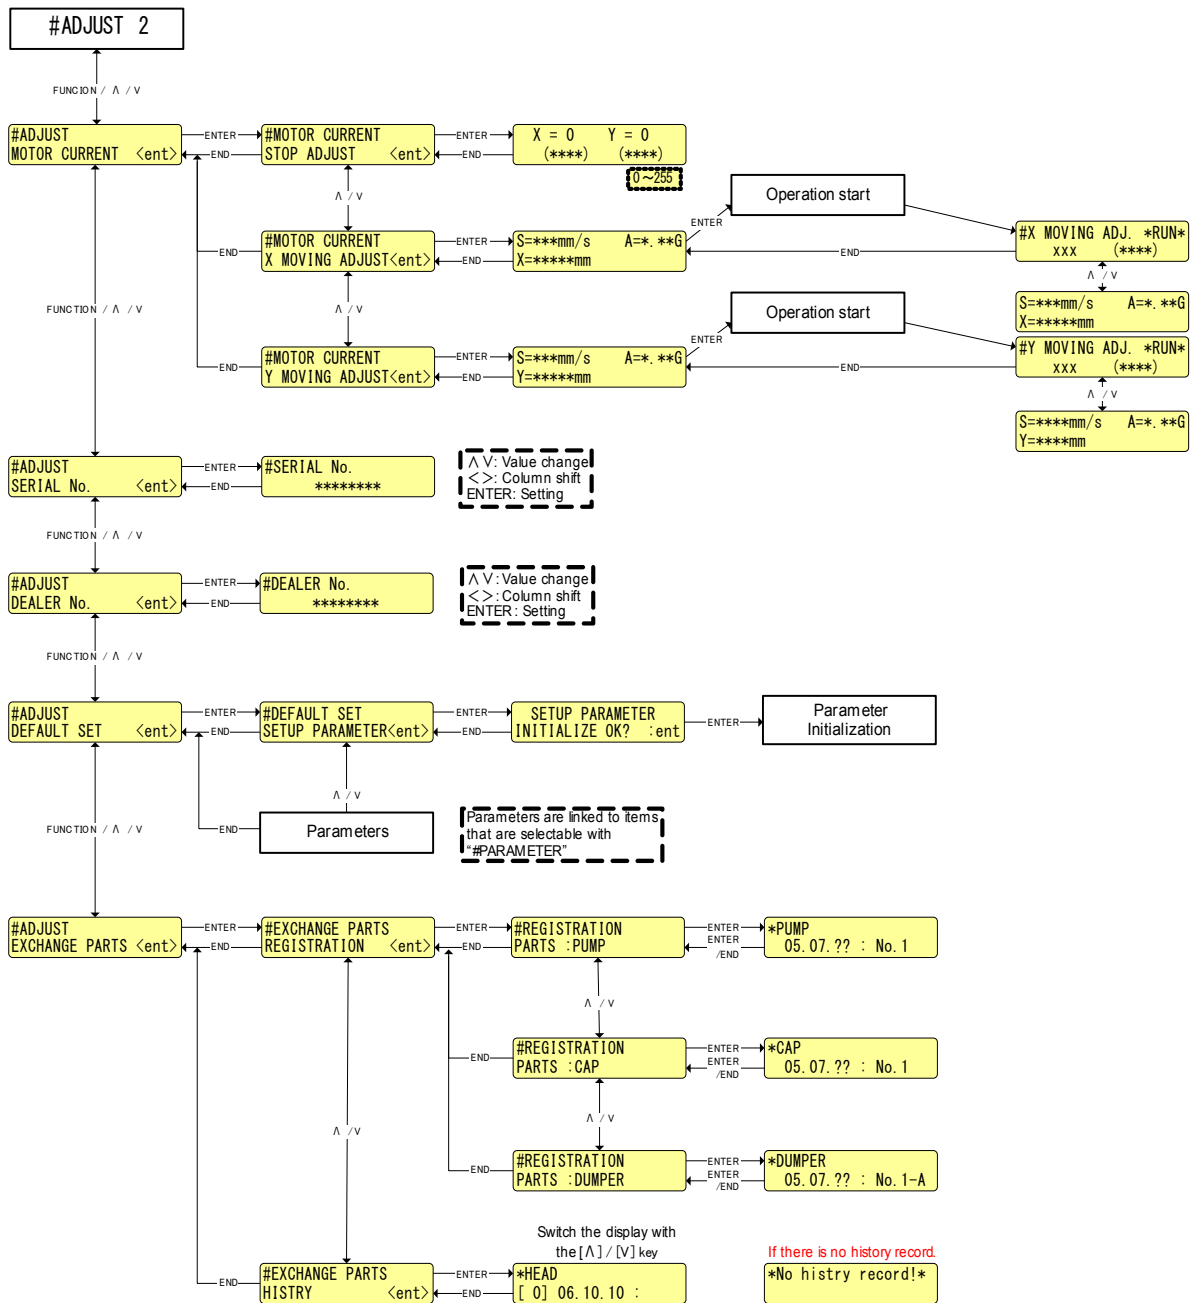 #ADJUST 2
FUNCION / Λ / V
#ADJUST
MOTOR CURRENT <ent>
ENTER
END
#MOTOR CURRENT
STOP ADJUST <ent>
ENTER
END
X = 0 Y = 0
(****) (****)
0~255
Λ / V
Operation start
ENTER
#MOTOR CURRENT
X MOVING ADJUST<ent>
END
ENTER
END
S=***mm/s A=*.**G
X=*****mm
END
#X MOVING ADJ. *RUN*
xxx (****)
Λ / V
S=***mm/s A=*.**G
X=*****mm
FUNCTION / Λ / V
Λ / V
Operation start
ENTER
#MOTOR CURRENT
Y MOVING ADJUST<ent>
END
ENTER
END
S=***mm/s A=*.**G
Y=*****mm
END
#Y MOVING ADJ. *RUN*
xxx (****)
Λ / V
S=****mm/s A=*.**G
Y=****mm
#ADJUST
SERIAL No. <ent>
ENTER
END
#SERIAL No.
********
Λ V: Value change
< >: Column shift
ENTER: Setting
FUNCTION / Λ / V
#ADJUST
DEALER No. <ent>
ENTER
END
#DEALER No.
********
Λ V: Value change
< >: Column shift
ENTER: Setting
FUNCTION / Λ / V
#ADJUST
DEFAULT SET <ent>
ENTER
END
#DEFAULT SET
SETUP PARAMETER<ent>
ENTER
END
SETUP PARAMETER
INITIALIZE OK? :ent
ENTER
Parameter
Initialization
Λ / V
FUNCTION / Λ / V
END
Parameters
Parameters are linked to items
that are selectable with
“#PARAMETER”
#ADJUST
EXCHANGE PARTS <ent>
ENTER
END
#EXCHANGE PARTS
REGISTRATION <ent>
ENTER
END
#REGISTRATION
PARTS :PUMP
ENTER
ENTER
/END
*PUMP
05.07.?? : No.1
Λ / V
END
#REGISTRATION
PARTS :CAP
ENTER
ENTER
/END
*CAP
05.07.?? : No.1
Λ / V
Λ / V
END
#REGISTRATION
PARTS :DUMPER
ENTER
ENTER
/END
*DUMPER
05.07.?? : No.1-A
Switch the display with
the [Λ] / [V] key
If there is no history record.
END
#EXCHANGE PARTS
HISTRY <ent>
ENTER
END
*HEAD
[ 0] 06.10.10 :
*No histry record!*